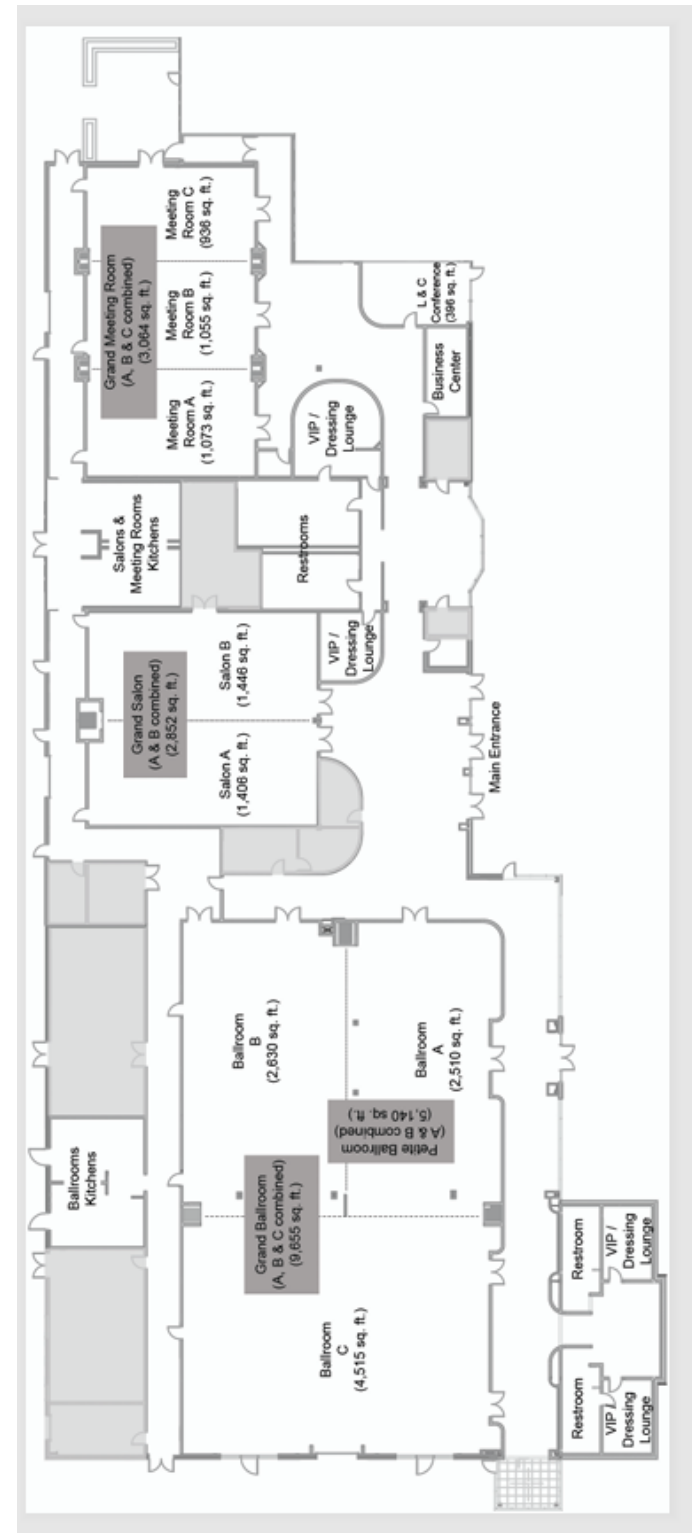 Grand Meeting Room
(A, B & C combined)
(3,064 sq. ft.)
Meeting
Room A
(1,073 sq. ft.)
Meeting
Room B
(1,055 sq. ft.)
Meeting
Room C
(936 sq. ft.)
L & C
Conference
(396 sq. ft.)
Business
Center
VIP /
Dressing
Lounge
Salons &
Meeting Rooms
Kitchens
Restrooms
VIP /
Dressing
Lounge
Grand Salon
(A & B combined)
(2,852 sq. ft.)
Salon A
(1,406 sq. ft.)
Salon B
(1,446 sq. ft.)
Main Entrance
Ballroom
B
(2,630 sq. ft.)
Ballroom
A
(2,510 sq. ft.)
Petite Ballroom
(A & B combined)
(5,140 sq. ft.)
Ballrooms
Kitchens
Grand Ballroom
(A, B & C combined)
(9,655 sq. ft.)
Ballroom
C
(4,515 sq. ft.)
Restroom
VIP /
Dressing
Lounge
Restroom
VIP /
Dressing
Lounge